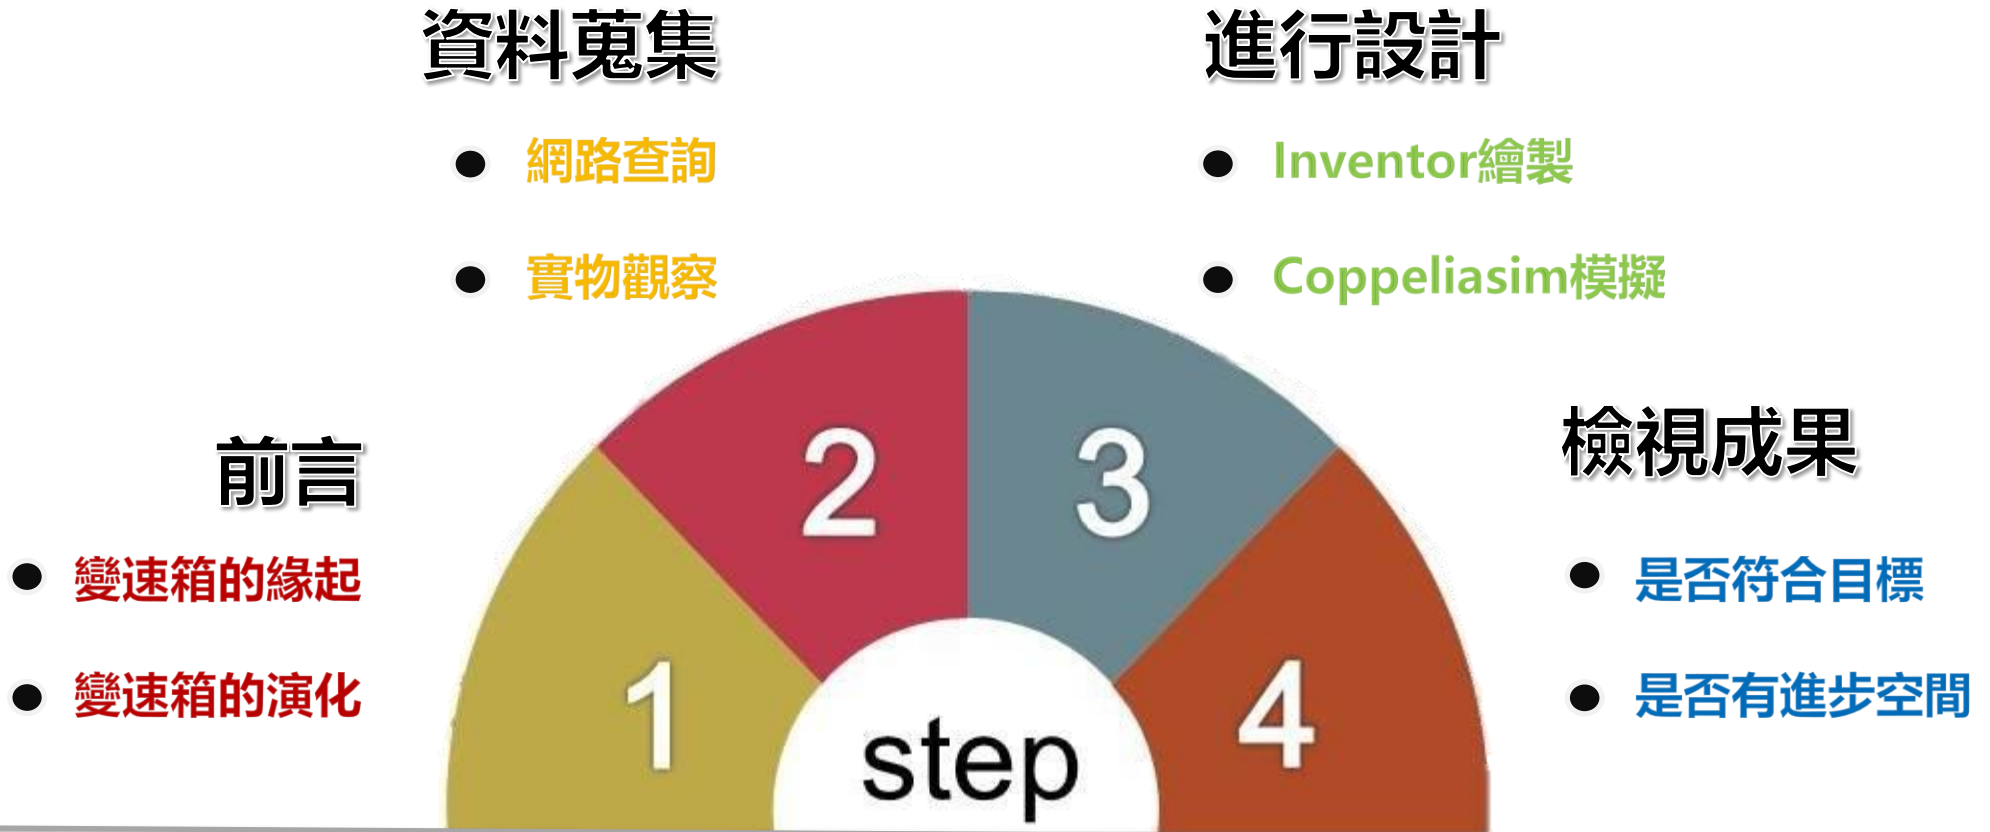 資料蒐集
網路查詢
實物觀察
進行設計
Inventor繪製
Coppeliasim模擬
前言
變速箱的緣起
變速箱的演化
檢視成果
是否符合目標
是否有進步空間
1
2
3
4
step